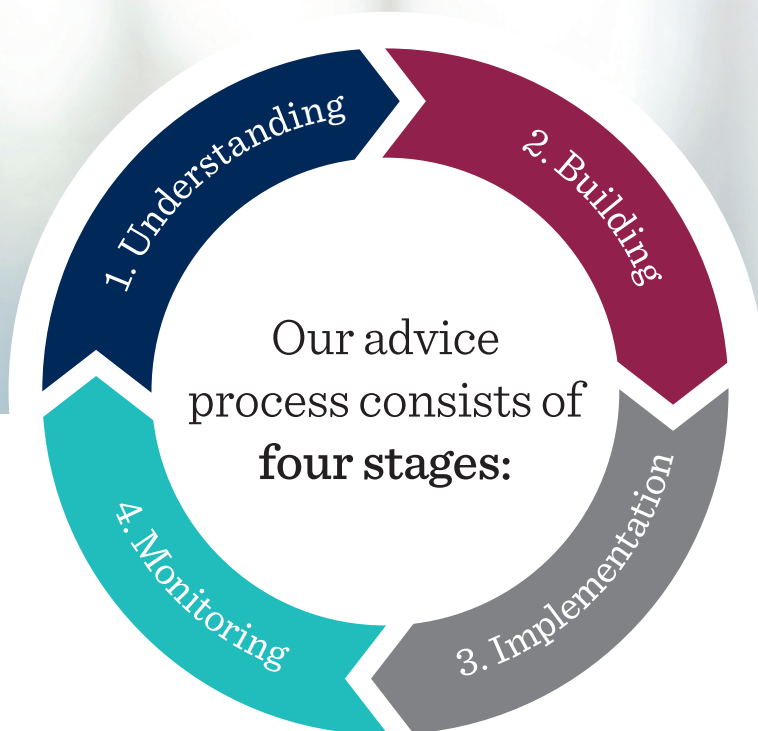 Our advice
process consists of
four stages:
1. Understanding
2. Building
3. Implementation
4. Monitoring